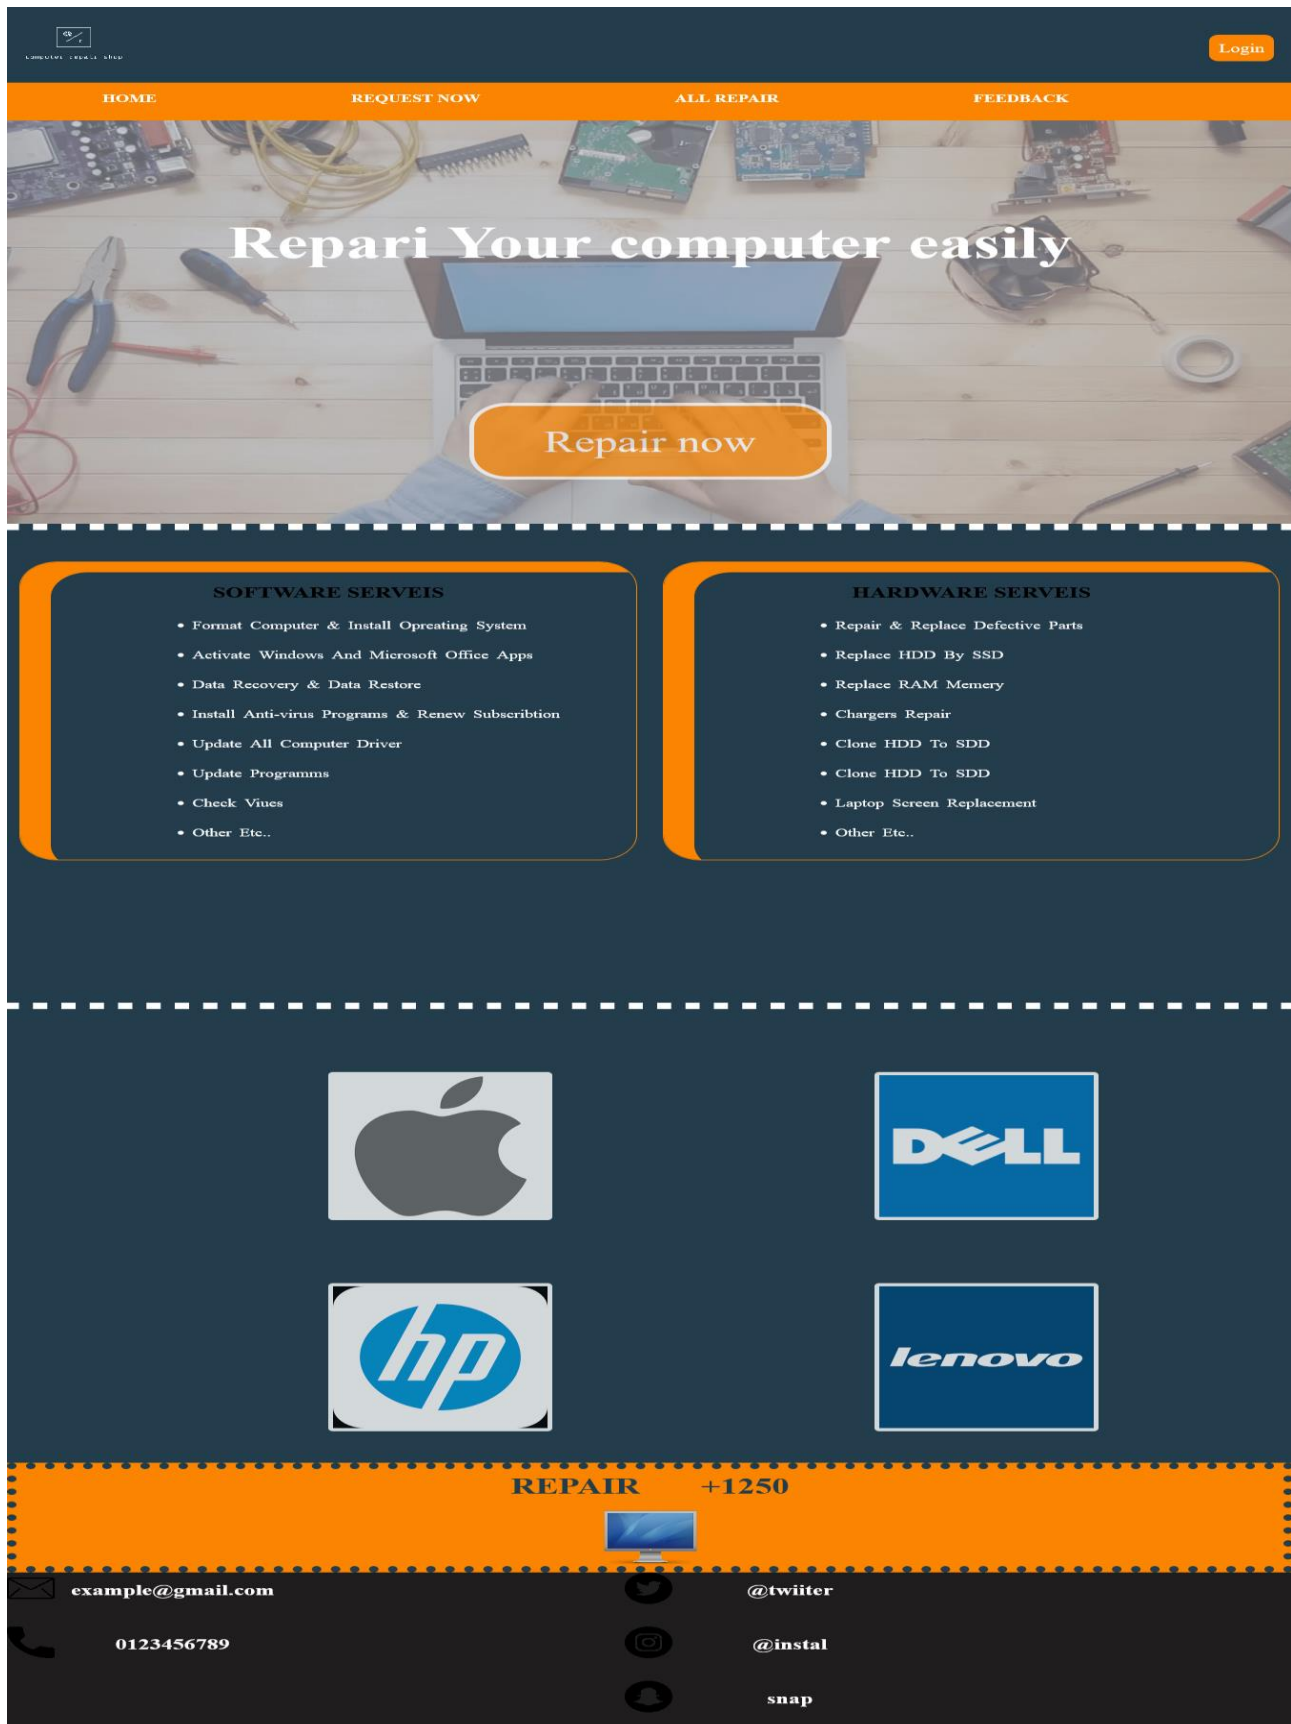 computer repair shop
Login
HOME REQUEST NOW ALL REPAIR FEEDBACK
Repari Your computer easily
Repair now
SOFTWARE SERVEIS
• Format Computer & Install Opreating System
• Activate Windows And Microsoft Office Apps
• Data Recovery & Data Restore
• Install Anti-virus Programs & Renew Subscribtion
• Update All Computer Driver
• Update Programms
• Check Viues
• Other Etc..
HARDWARE SERVEIS
• Repair & Replace Defective Parts
• Replace HDD By SSD
• Replace RAM Memery
• Chargers Repair
• Clone HDD To SDD
• Clone HDD To SDD
• Laptop Screen Replacement
• Other Etc..
DELL
hp
lenovo
REPAIR +1250
example@gmail.com
@twiiter
0123456789
@instal
snap